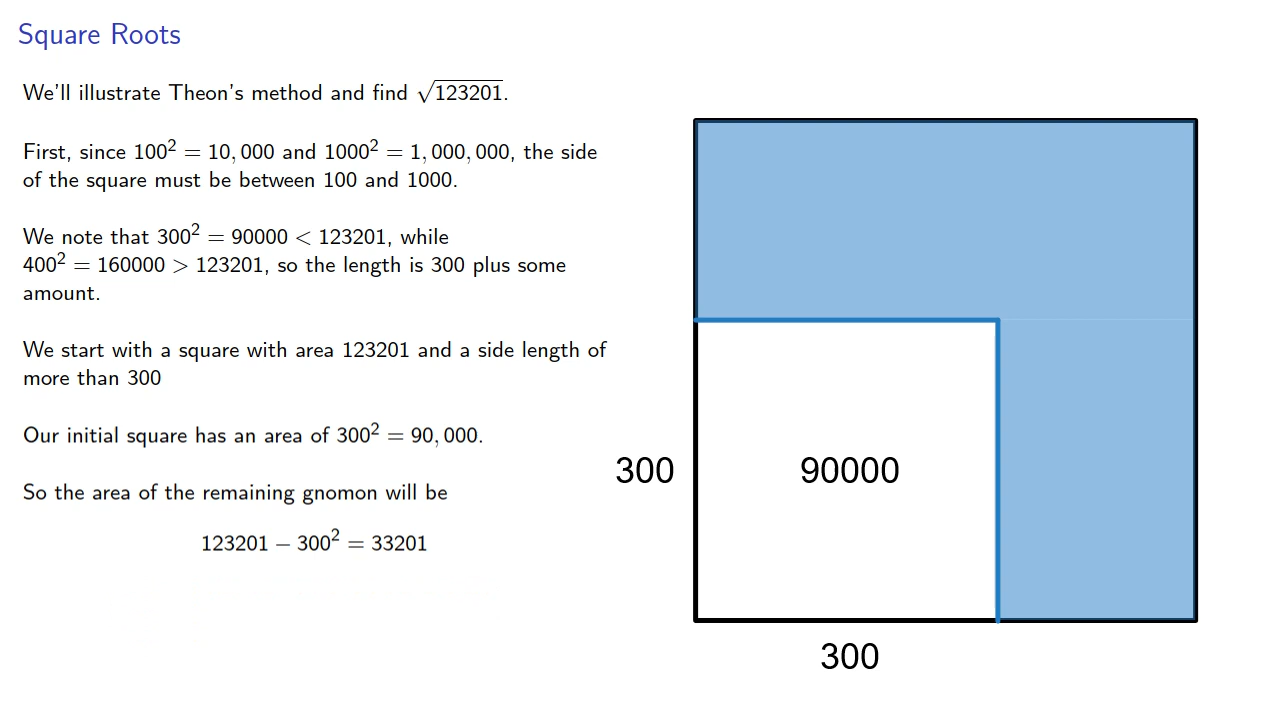 Square Roots
We'll illustrate Theon's method and find √123201.
First, since 100² = 10,000 and 1000² = 1,000,000, the side
of the square must be between 100 and 1000.
We note that 300² = 90000 < 123201, while
400² = 160000 > 123201, so the length is 300 plus some
amount.
We start with a square with area 123201 and a side length of
more than 300
Our initial square has an area of 300² = 90,000.
So the area of the remaining gnomon will be
123201 − 300² = 33201
300
90000
300